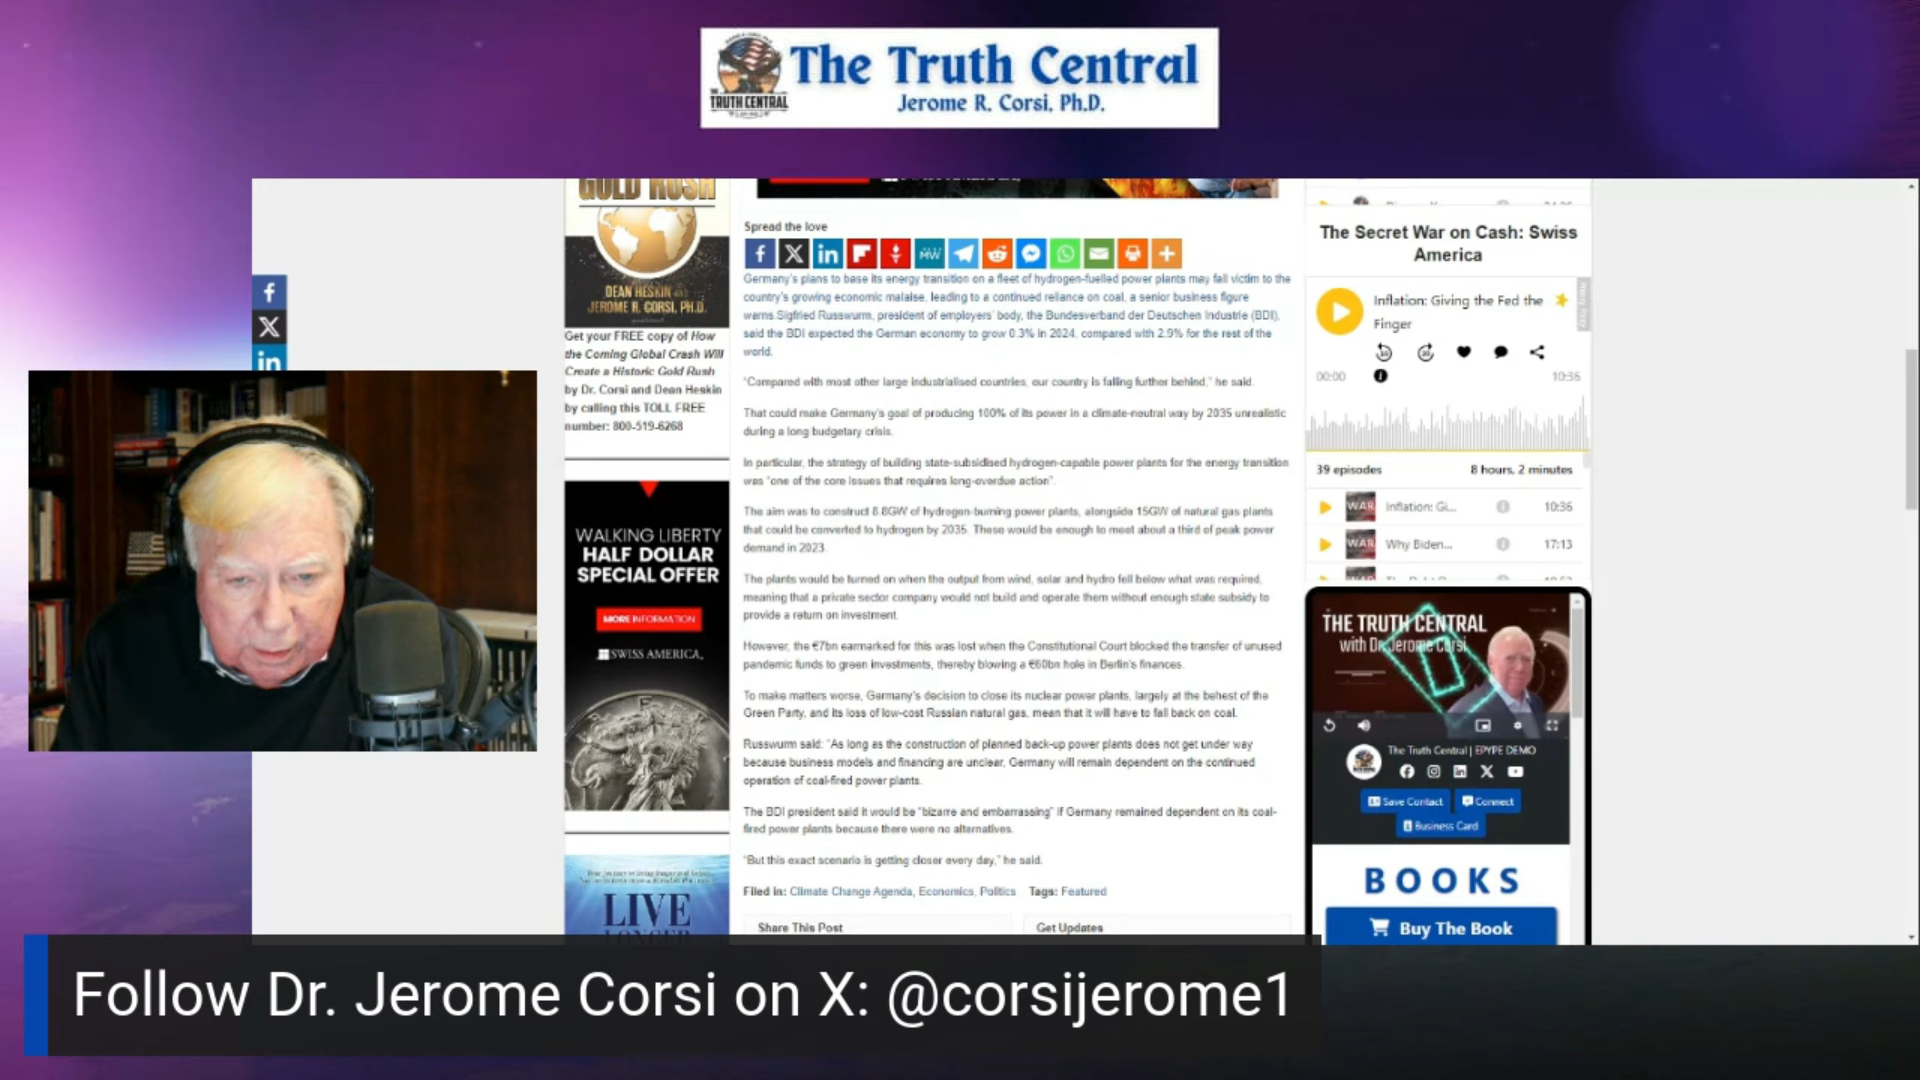 The Truth Central
Jerome R. Corsi, Ph.D.
TRUTH CENTRAL
GOLD RUSH
DEAN HESKIN
JEROME R. CORSI, PH.D.
Get your FREE copy of How
the Coming Global Crash Will
Create a Historic Gold Rush
by Dr. Corsi and Dean Heskin
by calling this TOLL FREE
number: 800-519-6268
WALKING LIBERTY
HALF DOLLAR
SPECIAL OFFER
MORE INFORMATION
SWISS AMERICA
LIVE
LONGER
Spread the love
MW
Germany's plans to base its energy transition on a fleet of hydrogen-fuelled power plants may fall victim to the
country's growing economic malaise, leading to a continued reliance on coal, a senior business figure
warns.Sigfried Russwurm, president of employers' body, the Bundesverband der Deutschen Industrie (BDI),
said the BDI expected the German economy to grow 0.3% in 2024, compared with 2.9% for the rest of the
world.
"Compared with most other large industrialised countries, our country is falling further behind," he said.
That could make Germany's goal of producing 100% of its power in a climate-neutral way by 2035 unrealistic
during a long budgetary crisis.
In particular, the strategy of building state-subsidised hydrogen-capable power plants for the energy transition
was "one of the core issues that requires long-overdue action".
The aim was to construct 8.8GW of hydrogen-burning power plants, alongside 15GW of natural gas plants
that could be converted to hydrogen by 2035. These would be enough to meet about a third of peak power
demand in 2023.
The plants would be turned on when the output from wind, solar and hydro fell below what was required,
meaning that a private sector company would not build and operate them without enough state subsidy to
provide a return on investment.
However, the €7bn earmarked for this was lost when the Constitutional Court blocked the transfer of unused
pandemic funds to green investments, thereby blowing a €60bn hole in Berlin's finances.
To make matters worse, Germany's decision to close its nuclear power plants, largely at the behest of the
Green Party, and its loss of low-cost Russian natural gas, mean that it will have to fall back on coal.
Russwurm said: "As long as the construction of planned back-up power plants does not get under way
because business models and financing are unclear, Germany will remain dependent on the continued
operation of coal-fired power plants.
The BDI president said it would be "bizarre and embarrassing" if Germany remained dependent on its coal-
fired power plants because there were no alternatives.
"But this exact scenario is getting closer every day," he said.
Filed in: Climate Change Agenda, Economics, Politics Tags: Featured
Share This Post Get Updates
The Secret War on Cash: Swiss
America
Inflation: Giving the Fed the
Finger
00:00 10:36
39 episodes 8 hours, 2 minutes
WAR Inflation: Gi... 10:36
WAR Why Biden... 17:13
THE TRUTH CENTRAL
with Dr. Jerome Corsi
The Truth Central | EPYPE DEMO
Save Contact Connect
Business Card
BOOKS
Buy The Book
Follow Dr. Jerome Corsi on X: @corsijerome1